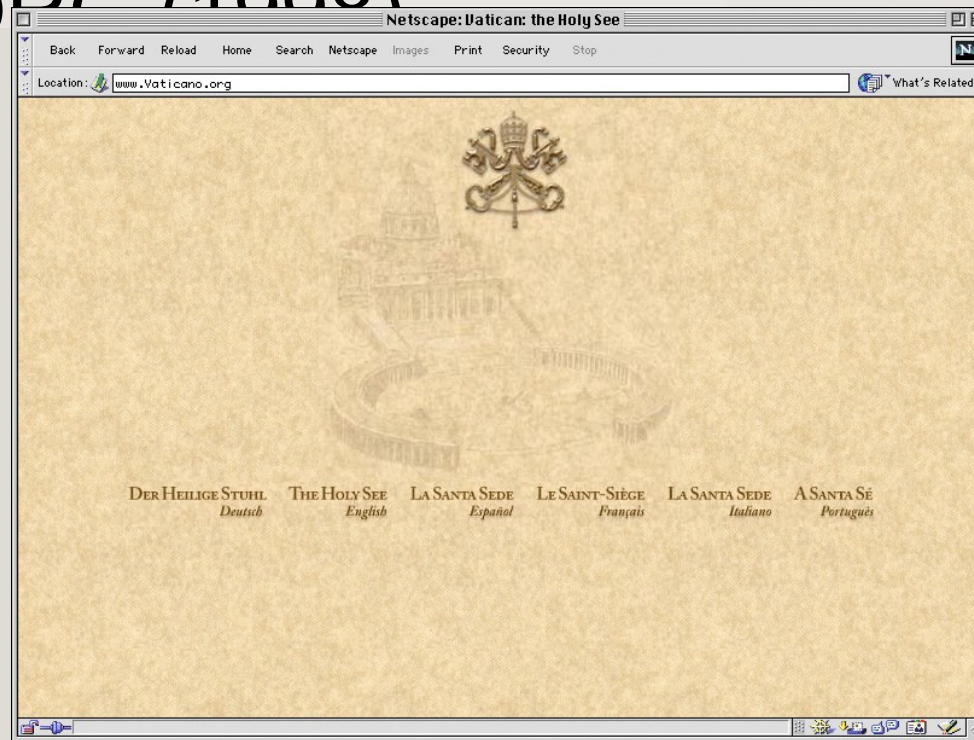 Netscape: Vatican: the Holy See
Back Forward Reload Home Search Netscape Images Print Security Stop
N
Location: www.Vaticano.org What's Related
DER HEILIGE STUHL THE HOLY SEE LA SANTA SEDE LE SAINT-SIÈGE LA SANTA SEDE A SANTA SÉ
Deutsch English Español Français Italiano Português